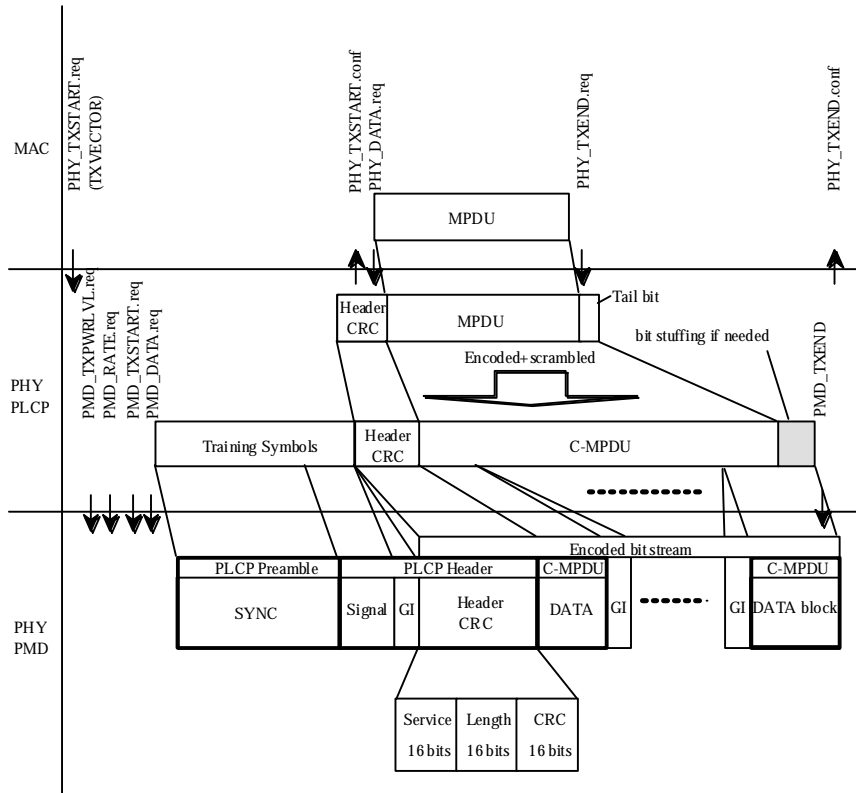 MAC
PHY_TXSTART.req
(TXVECTOR)
PHY_TXSTART.conf
PHY_DATA.req
PHY_TXEND.req
PHY_TXEND.conf
MPDU
PHY
PLCP
PMD_TXPWRLVL.req
PMD_RATE.req
PMD_TXSTART.req
PMD_DATA.req
Header
CRC
MPDU
Tail bit
bit stuffing if needed
PMD_TXEND
Encoded+scrambled
Training Symbols
Header
CRC
C-MPDU
Encoded bit stream
PHY
PMD
PLCP Preamble
PLCP Header
C-MPDU
C-MPDU
SYNC
Signal
GI
Header
CRC
DATA
GI
GI
DATA block
Service
16 bits
Length
16 bits
CRC
16 bits